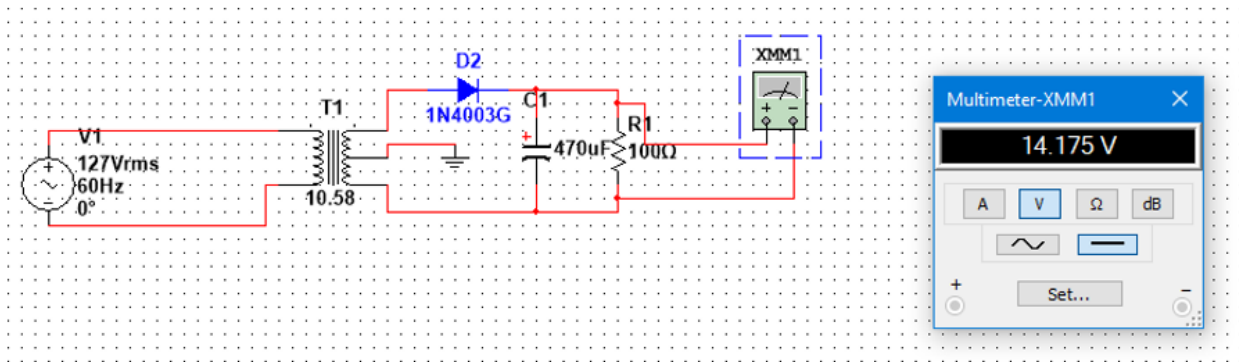 V1
127Vrms
60Hz
0°
T1
10.58
D2
1N4003G
C1
+
470uF
R1
100Ω
XMM1
+ −
Multimeter-XMM1
14.175 V
A V Ω dB
+ −
Set...